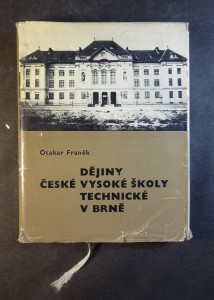 Otakar Franěk
DĚJINY
ČESKÉ VYSOKÉ ŠKOLY
TECHNICKÉ
V BRNĚ